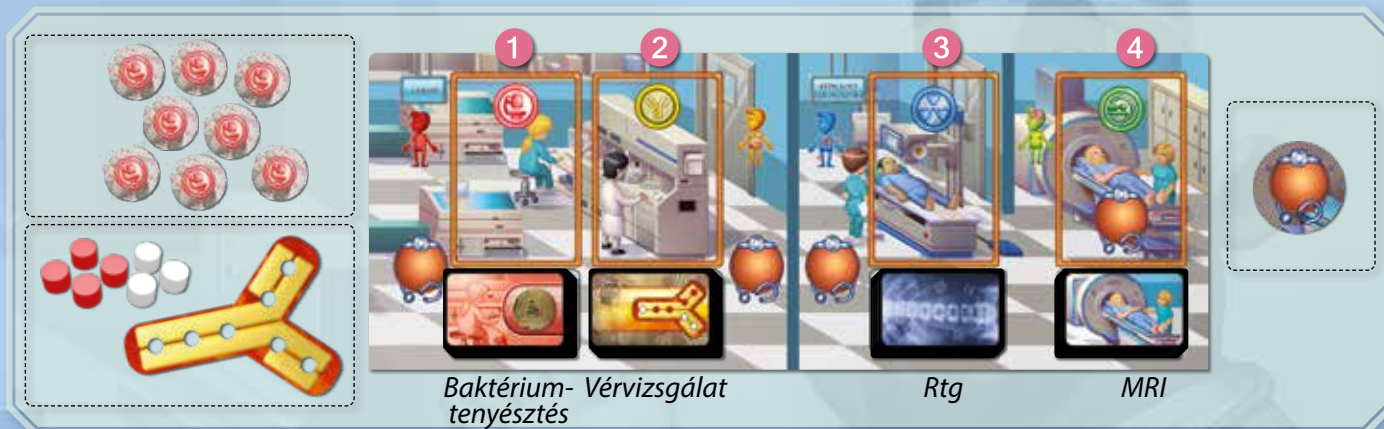 1
2
3
4
Baktérium-
tenyésztés
Vérvizsgálat
Rtg
MRI